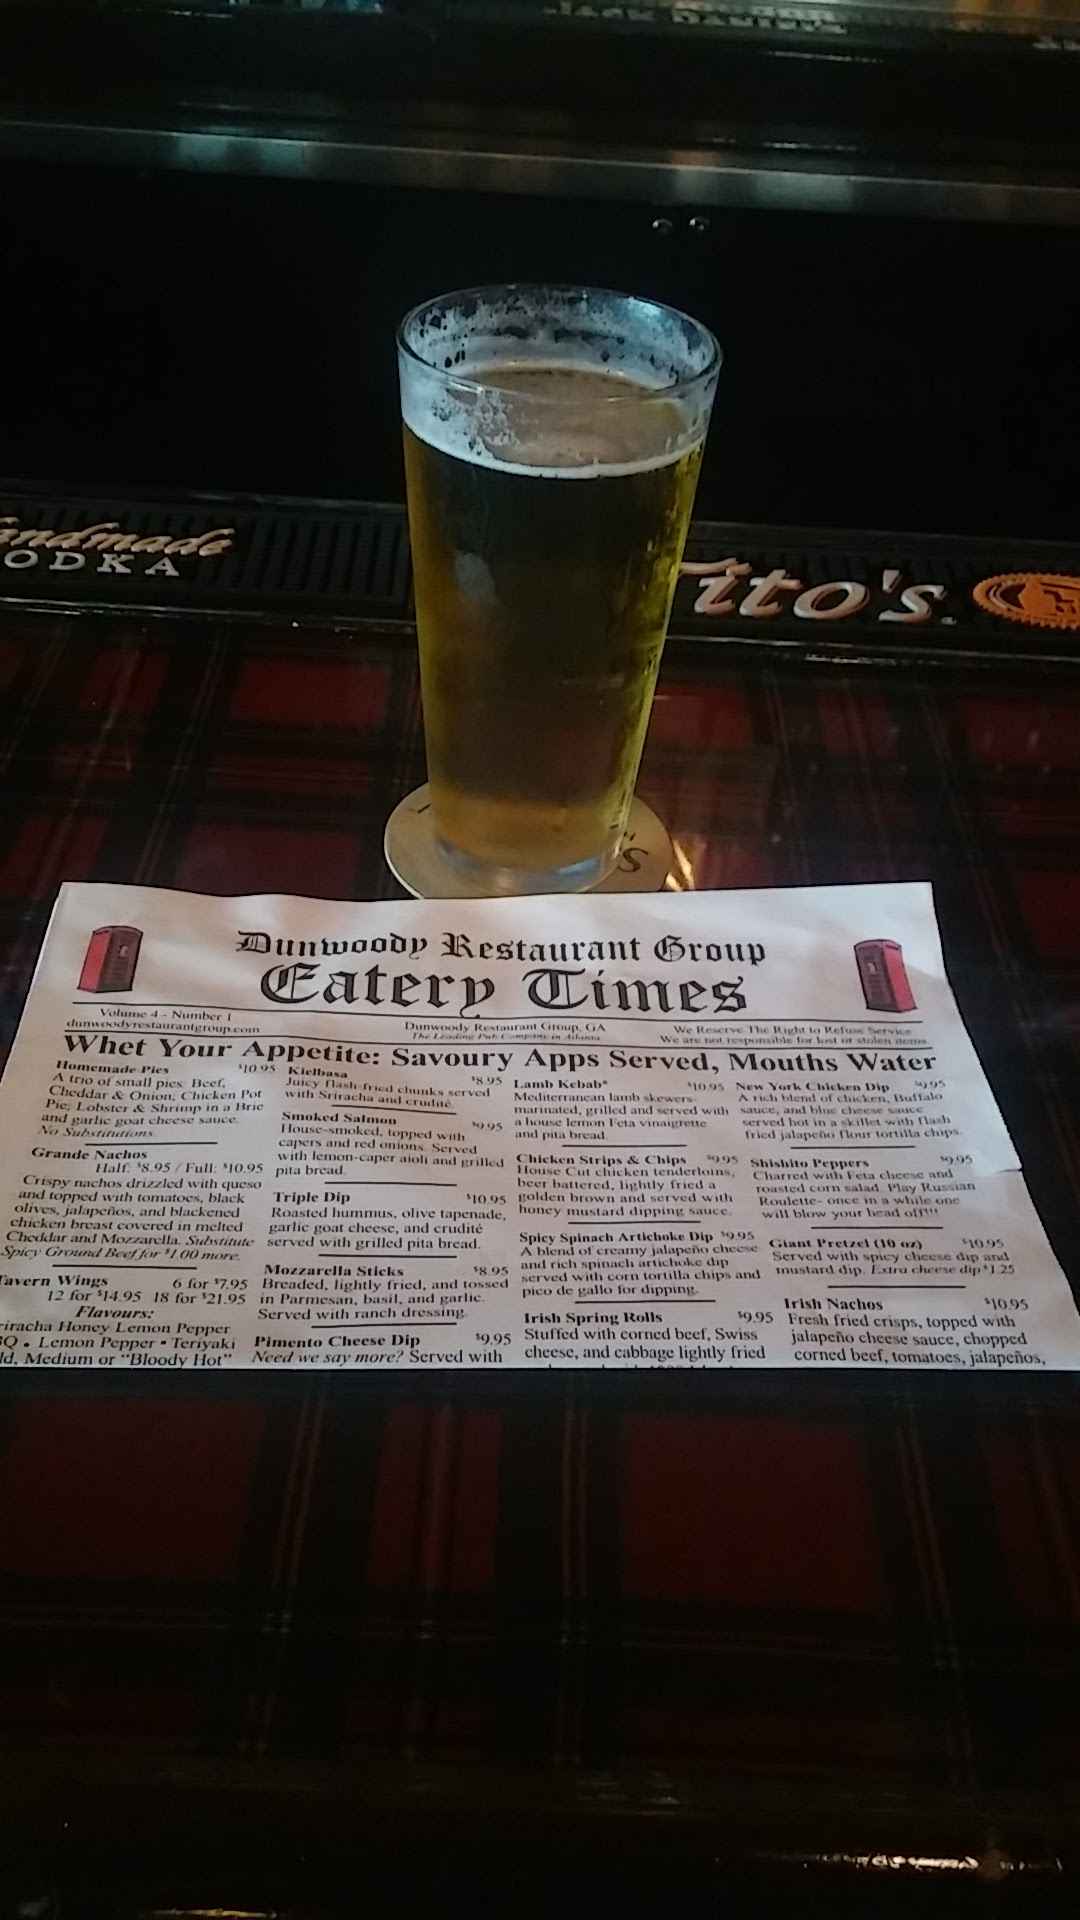 JACK DANIEL'S
andmade
ODKA
Tito's
'S
Dunwoody Restaurant Group
Eatery Times
Volume 4 - Number 1
dunwoodyrestaurantgroup.com
Dunwoody Restaurant Group, GA
The Leading Pub Company in Atlanta
We Reserve The Right to Refuse Service
We are not responsible for lost or stolen items.
Whet Your Appetite: Savoury Apps Served, Mouths Water
Homemade Pies $10.95
A trio of small pies: Beef,
Cheddar & Onion; Chicken Pot
Pie; Lobster & Shrimp in a Brie
and garlic goat cheese sauce.
No Substitutions.
Grande Nachos
Half: $8.95 / Full: $10.95
Crispy nachos drizzled with queso
and topped with tomatoes, black
olives, jalapeños, and blackened
chicken breast covered in melted
Cheddar and Mozzarella. Substitute
Spicy Ground Beef for $1.00 more.
Tavern Wings 6 for $7.95
12 for $14.95 18 for $21.95
Flavours:
riracha Honey Lemon Pepper
BQ • Lemon Pepper • Teriyaki
ld, Medium or "Bloody Hot"
Kielbasa $8.95
Juicy flash-fried chunks served
with Sriracha and crudité.
Smoked Salmon $9.95
House-smoked, topped with
capers and red onions. Served
with lemon-caper aioli and grilled
pita bread.
Triple Dip $10.95
Roasted hummus, olive tapenade,
garlic goat cheese, and crudité
served with grilled pita bread.
Mozzarella Sticks $8.95
Breaded, lightly fried, and tossed
in Parmesan, basil, and garlic.
Served with ranch dressing.
Pimento Cheese Dip $9.95
Need we say more? Served with
Lamb Kebab* $10.95
Mediterranean lamb skewers
marinated, grilled and served with
a house lemon Feta vinaigrette
and pita bread.
Chicken Strips & Chips $9.95
House Cut chicken tenderloins,
beer battered, lightly fried a
golden brown and served with
honey mustard dipping sauce.
Spicy Spinach Artichoke Dip $9.95
A blend of creamy jalapeño cheese
and rich spinach artichoke dip
served with corn tortilla chips and
pico de gallo for dipping.
Irish Spring Rolls $9.95
Stuffed with corned beef, Swiss
cheese, and cabbage lightly fried
New York Chicken Dip $9.95
A rich blend of chicken, Buffalo
sauce, and blue cheese sauce
served hot in a skillet with flash
fried jalapeño flour tortilla chips.
Shishito Peppers $9.95
Charred with Feta cheese and
roasted corn salad. Play Russian
Roulette- once in a while one
will blow your head off!!!
Giant Pretzel (10 oz) $10.95
Served with spicy cheese dip and
mustard dip. Extra cheese dip $1.25
Irish Nachos $10.95
Fresh fried crisps, topped with
jalapeño cheese sauce, chopped
corned beef, tomatoes, jalapeños,